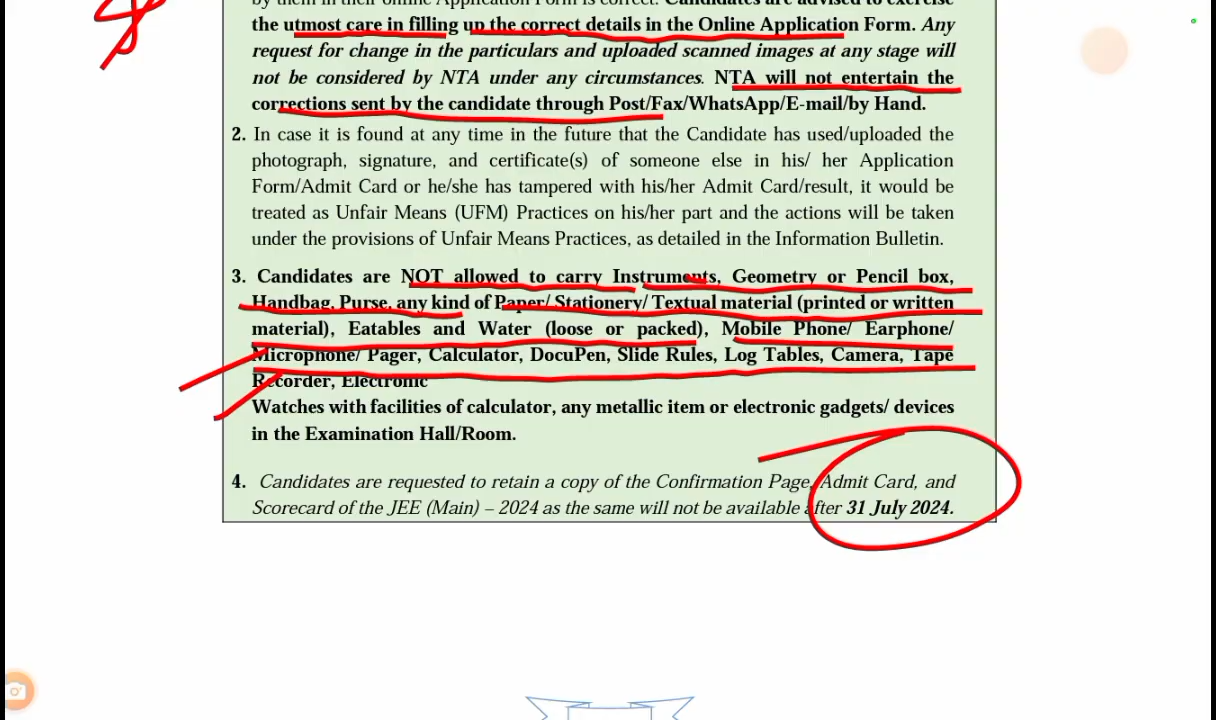 by them in their online Application Form is correct. Candidates are advised to exercise
the utmost care in filling up the correct details in the Online Application Form. Any
request for change in the particulars and uploaded scanned images at any stage will
not be considered by NTA under any circumstances. NTA will not entertain the
corrections sent by the candidate through Post/Fax/WhatsApp/E-mail/by Hand.
2. In case it is found at any time in the future that the Candidate has used/uploaded the
photograph, signature, and certificate(s) of someone else in his/ her Application
Form/Admit Card or he/she has tampered with his/her Admit Card/result, it would be
treated as Unfair Means (UFM) Practices on his/her part and the actions will be taken
under the provisions of Unfair Means Practices, as detailed in the Information Bulletin.
3. Candidates are NOT allowed to carry Instruments, Geometry or Pencil box,
Handbag, Purse, any kind of Paper/ Stationery/ Textual material (printed or written
material), Eatables and Water (loose or packed), Mobile Phone/ Earphone/
Microphone/ Pager, Calculator, DocuPen, Slide Rules, Log Tables, Camera, Tape
Recorder, Electronic
Watches with facilities of calculator, any metallic item or electronic gadgets/ devices
in the Examination Hall/Room.
4. Candidates are requested to retain a copy of the Confirmation Page, Admit Card, and
Scorecard of the JEE (Main) – 2024 as the same will not be available after 31 July 2024.